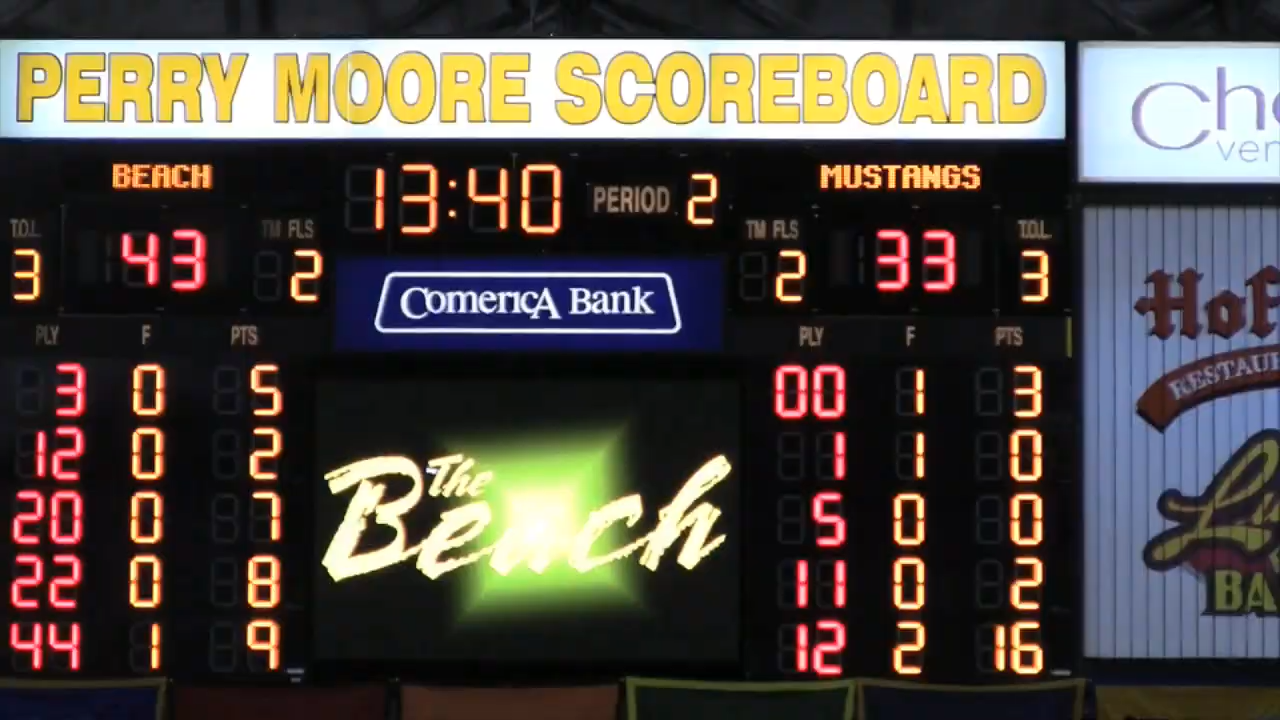 PERRY MOORE SCOREBOARD
BEACH 13:40 PERIOD 2 MUSTANGS
T.O.L. 43 TM FLS TM FLS 33 T.O.L.
3 2 2 3
COMERICA Bank
PLY F PTS PLY F PTS
3 0 5 00 1 3
12 0 2 1 1 0
20 0 7 5 0 0
22 0 8 11 0 2
44 1 9 12 2 16
The Beach